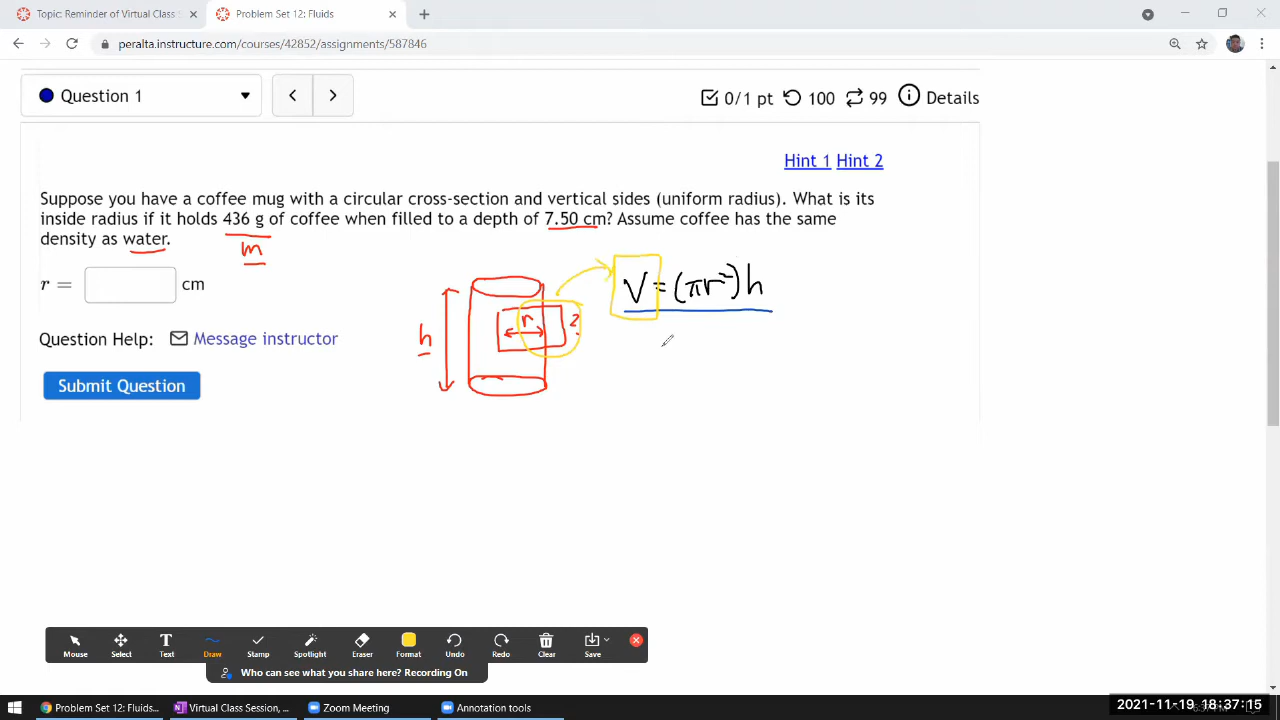 Topic: Reminder of Virtual Class
Problem Set 12: Fluids
peralta.instructure.com/courses/42852/assignments/587846
Question 1
0/1 pt 100 99 Details
Hint 1 Hint 2
Suppose you have a coffee mug with a circular cross-section and vertical sides (uniform radius). What is its
inside radius if it holds 436 g of coffee when filled to a depth of 7.50 cm? Assume coffee has the same
density as water.
m
r = cm
V = (πr²)h
r ?
h
Question Help: Message instructor
Submit Question
Mouse Select Text Draw Stamp Spotlight Eraser Format Undo Redo Clear Save
Who can see what you share here? Recording On
Problem Set 12: Fluids... Virtual Class Session, ... Zoom Meeting Annotation tools
2021-11-19 18:37:15